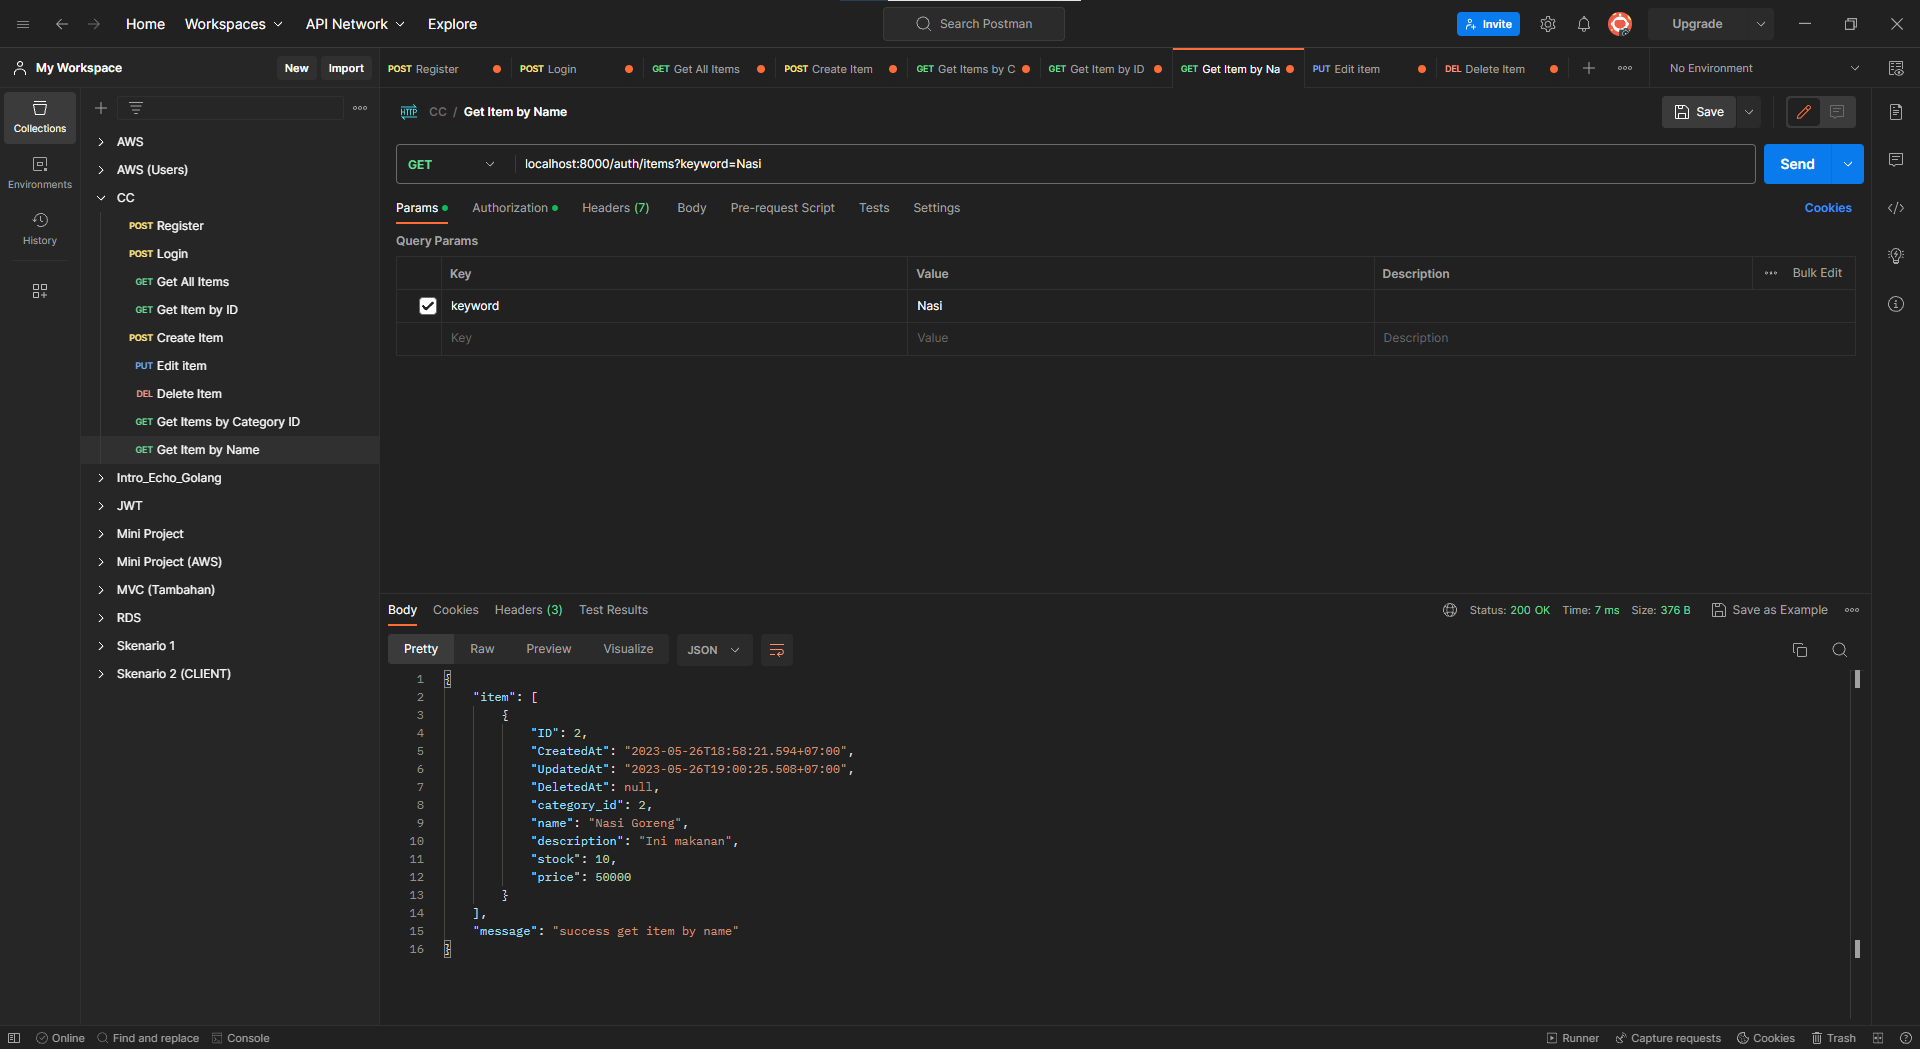 Home Workspaces API Network Explore Search Postman Invite Upgrade
My Workspace New Import
POST Register POST Login GET Get All Items POST Create Item GET Get Items by C GET Get Item by ID GET Get Item by Na PUT Edit item DEL Delete Item No Environment
Collections
Environments
History
AWS
AWS (Users)
CC
POST Register
POST Login
GET Get All Items
GET Get Item by ID
POST Create Item
PUT Edit item
DEL Delete Item
GET Get Items by Category ID
GET Get Item by Name
Intro_Echo_Golang
JWT
Mini Project
Mini Project (AWS)
MVC (Tambahan)
RDS
Skenario 1
Skenario 2 (CLIENT)
HTTP CC / Get Item by Name Save
GET localhost:8000/auth/items?keyword=Nasi Send
Params Authorization Headers (7) Body Pre-request Script Tests Settings Cookies
Query Params
Key Value Description Bulk Edit
keyword Nasi
Key Value Description
Body Cookies Headers (3) Test Results Status: 200 OK Time: 7 ms Size: 376 B Save as Example
Pretty Raw Preview Visualize JSON
1 {
2 "item": [
3 {
4 "ID": 2,
5 "CreatedAt": "2023-05-26T18:58:21.594+07:00",
6 "UpdatedAt": "2023-05-26T19:00:25.508+07:00",
7 "DeletedAt": null,
8 "category_id": 2,
9 "name": "Nasi Goreng",
10 "description": "Ini makanan",
11 "stock": 10,
12 "price": 50000
13 }
14 ],
15 "message": "success get item by name"
16 }
Online Find and replace Console Runner Capture requests Cookies Trash